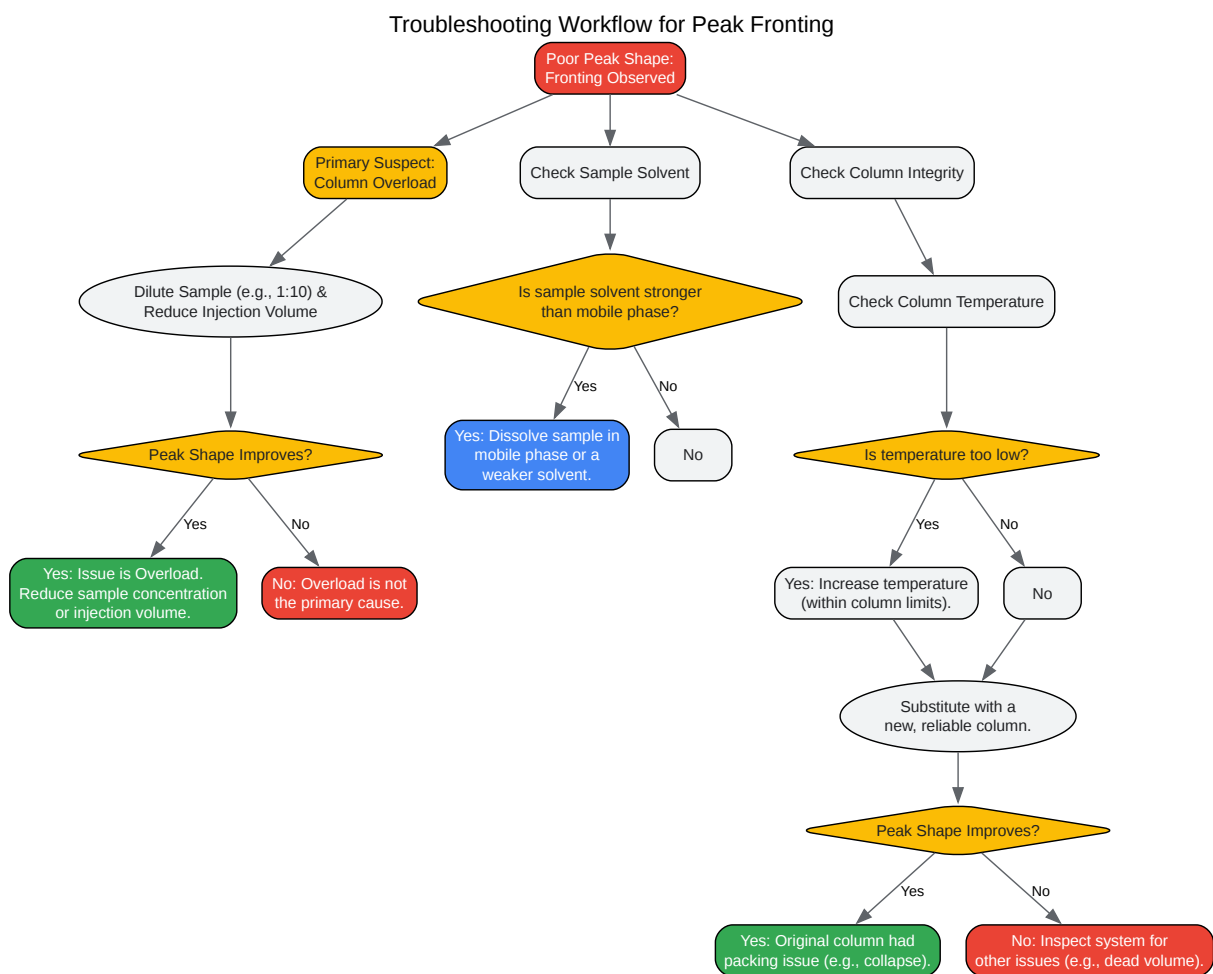 Troubleshooting Workflow for Peak Fronting
Poor Peak Shape:
Fronting Observed
Primary Suspect:
Column Overload
Check Sample Solvent
Check Column Integrity
Dilute Sample (e.g., 1:10) &
Reduce Injection Volume
Is sample solvent stronger
than mobile phase?
Check Column Temperature
Yes
No
Peak Shape Improves?
Yes: Dissolve sample in
mobile phase or a
weaker solvent.
No
Is temperature too low?
Yes
No
Yes
No
Yes: Issue is Overload.
Reduce sample concentration
or injection volume.
No: Overload is not
the primary cause.
Yes: Increase temperature
(within column limits).
No
Substitute with a
new, reliable column.
Peak Shape Improves?
Yes
No
Yes: Original column had
packing issue (e.g., collapse).
No: Inspect system for
other issues (e.g., dead volume).